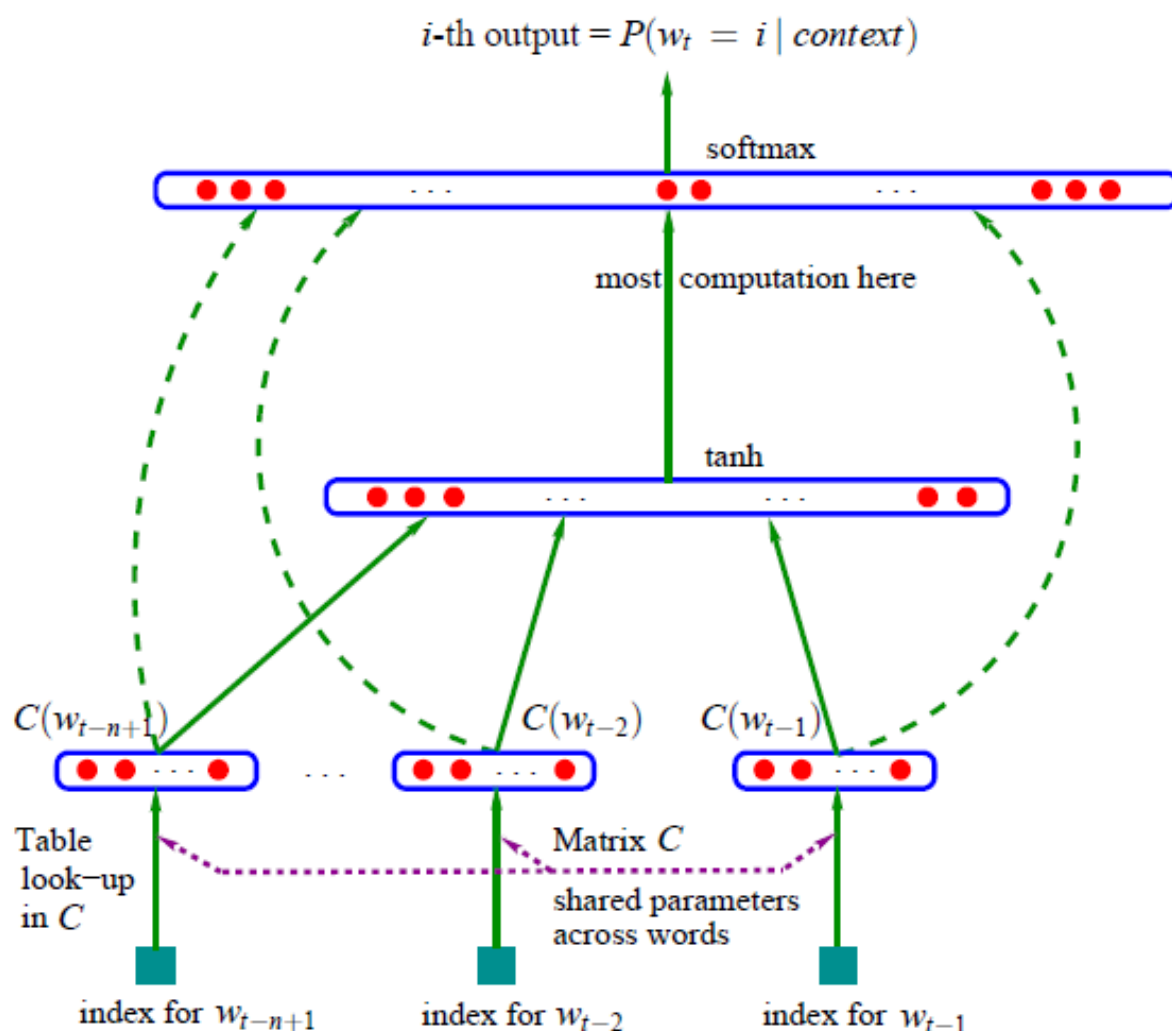 i-th output = P(w_t = i | context)
softmax
. . .
. . .
most computation here
tanh
. . .
. . .
C(w_{t−n+1})
C(w_{t−2})
C(w_{t−1})
. . .
. . .
. . .
. . .
Table
look−up
in C
Matrix C
shared parameters
across words
index for w_{t−n+1}
index for w_{t−2}
index for w_{t−1}